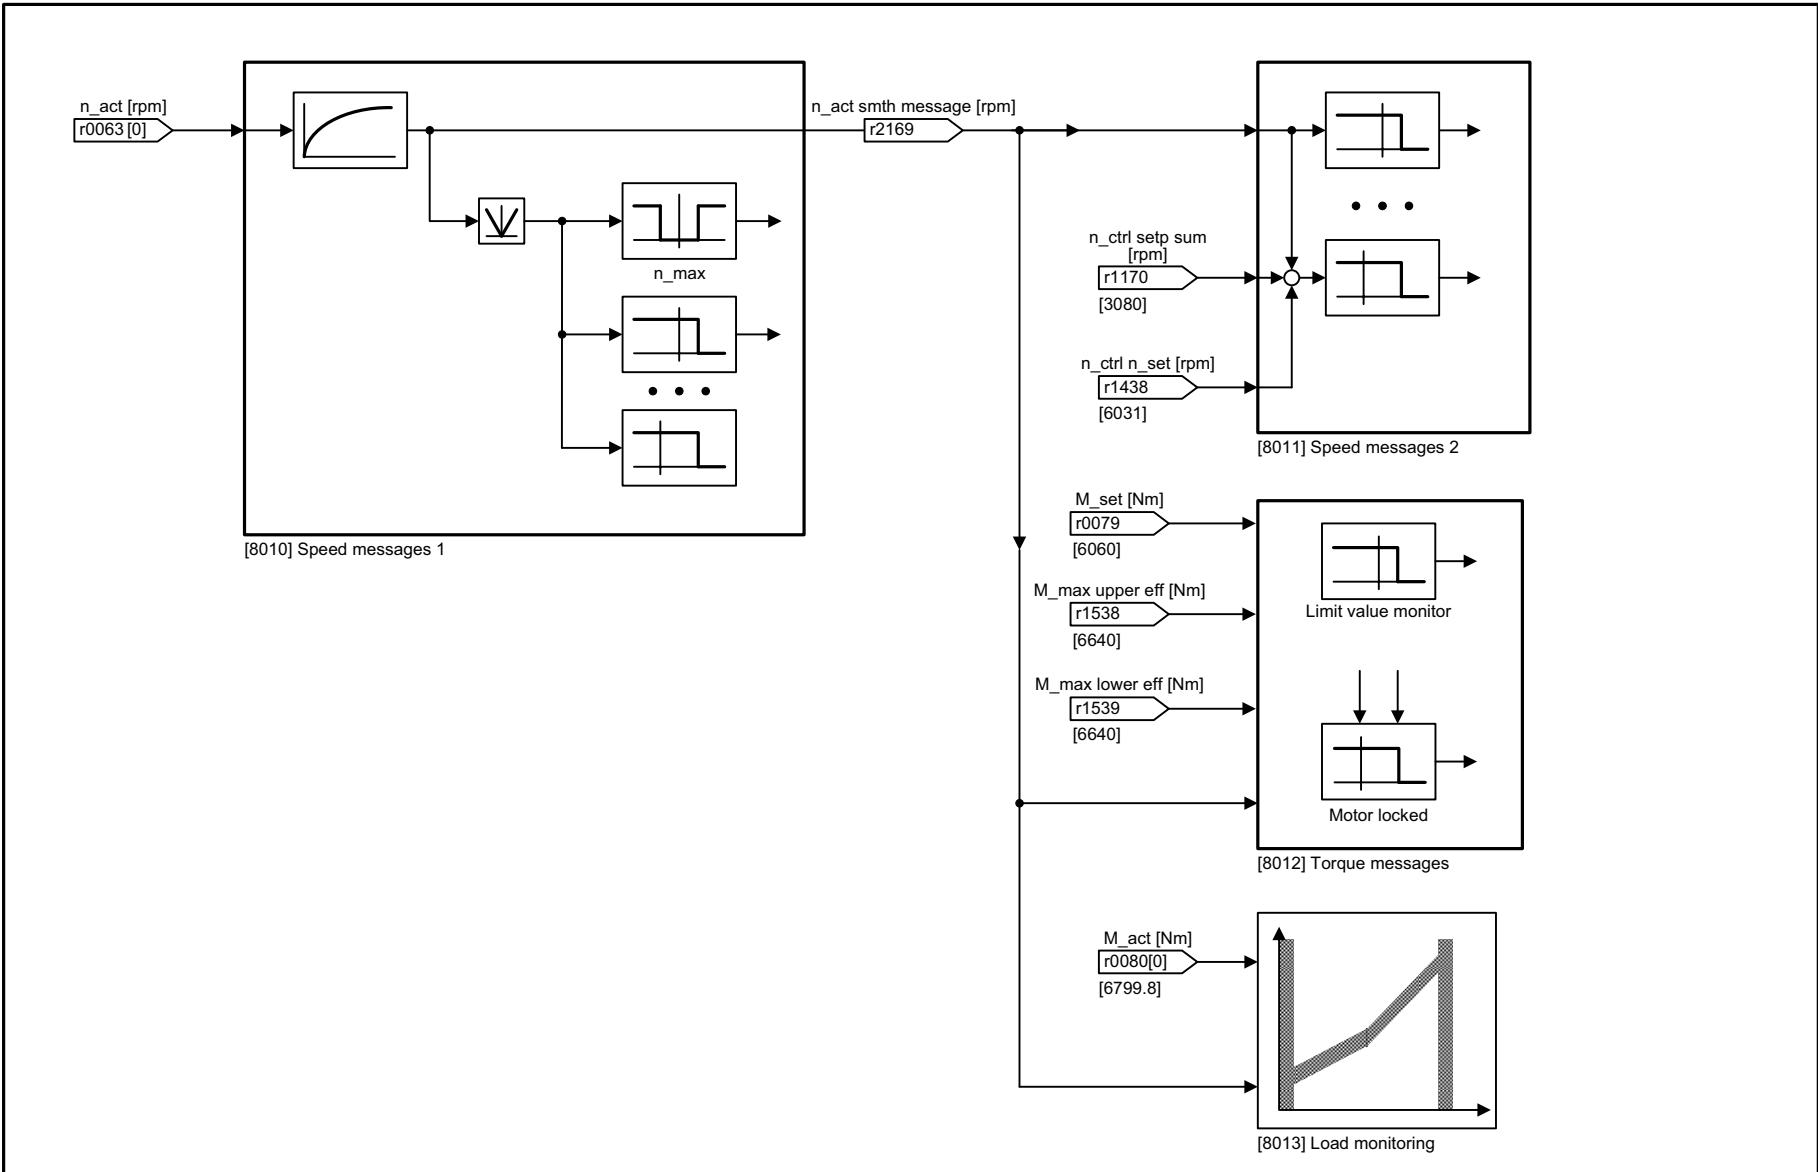 n_act [rpm]
r0063 [0]
n_max
[8010] Speed messages 1
n_act smth message [rpm]
r2169
n_ctrl setp sum
[rpm]
r1170
[3080]
n_ctrl n_set [rpm]
r1438
[6031]
[8011] Speed messages 2
M_set [Nm]
r0079
[6060]
M_max upper eff [Nm]
r1538
[6640]
M_max lower eff [Nm]
r1539
[6640]
Limit value monitor
Motor locked
[8012] Torque messages
M_act [Nm]
r0080[0]
[6799.8]
[8013] Load monitoring